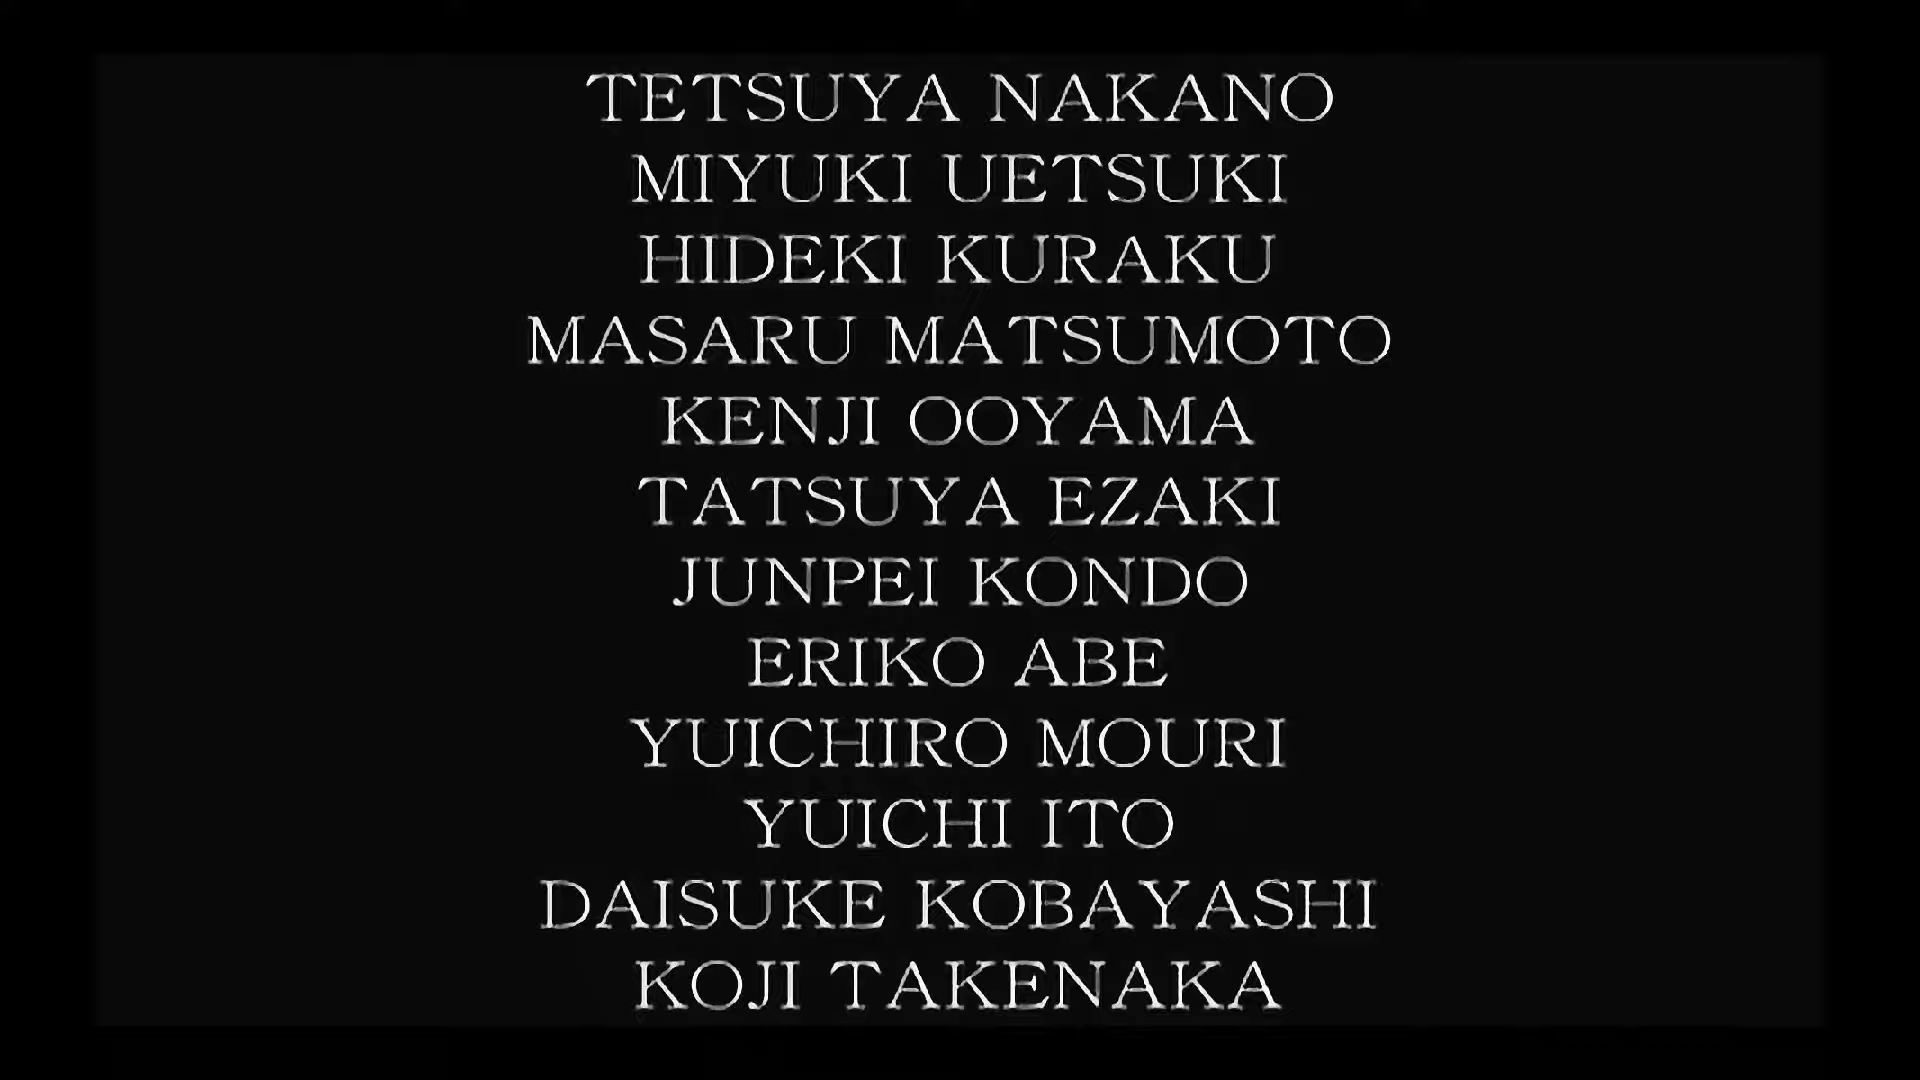 TETSUYA NAKANO
MIYUKI UETSUKI
HIDEKI KURAKU
MASARU MATSUMOTO
KENJI OOYAMA
TATSUYA EZAKI
JUNPEI KONDO
ERIKO ABE
YUICHIRO MOURI
YUICHI ITO
DAISUKE KOBAYASHI
KOJI TAKENAKA